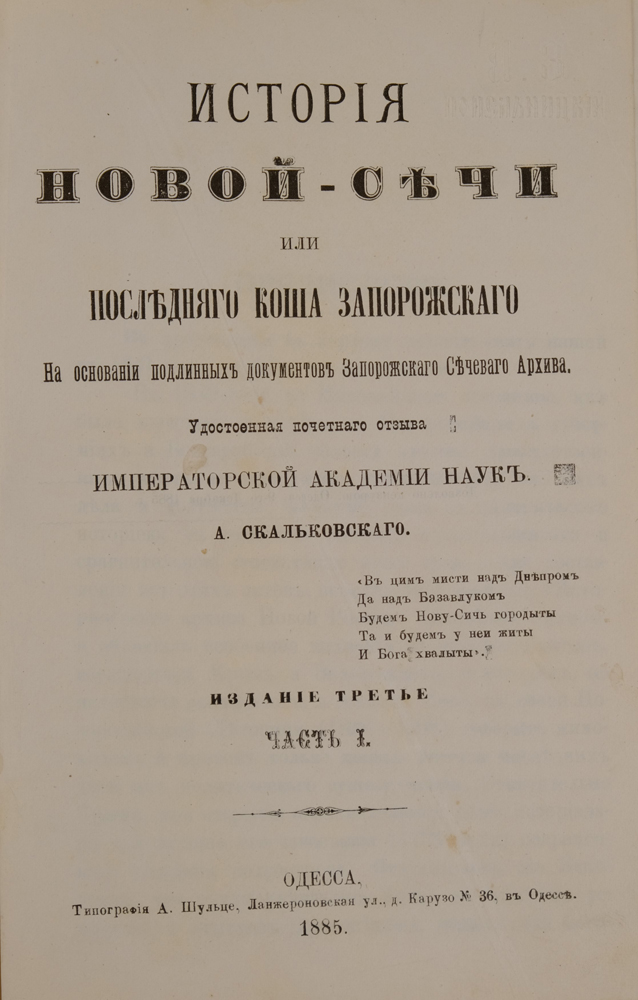 ИСТОРІЯ
НОВОЙ-СѢЧИ
ИЛИ
ПОСЛѢДНЯГО КОША ЗАПОРОЖСКАГО
На основаніи подлинныхъ документовъ Запорожскаго Сѣчеваго Архива.
Удостоенная почетнаго отзыва
ИМПЕРАТОРСКОЙ АКАДЕМІИ НАУКЪ.
А. СКАЛЬКОВСКАГО.
«Въ цимъ мисти надъ Днѣпромъ
Да надъ Базавлукомъ
Будемъ Нову-Сичь городыты
Та и будемъ у неи житы
И Бога хвалыты».
ИЗДАНІЕ ТРЕТЬЕ
ЧАСТЬ I.
ОДЕССА,
Типографія А. Шульце, Ланжероновская ул., д. Карузо № 36, въ Одессѣ.
1885.